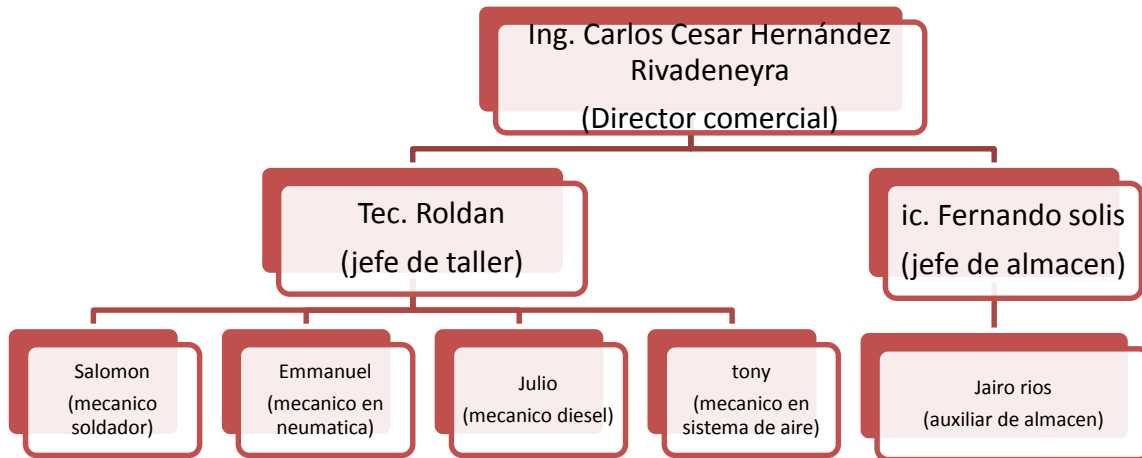 Ing. Carlos Cesar Hernández
Rivadeneyra
(Director comercial)
Tec. Roldan
(jefe de taller)
ic. Fernando solis
(jefe de almacen)
Salomon
(mecanico
soldador)
Emmanuel
(mecanico en
neumatica)
Julio
(mecanico diesel)
tony
(mecanico en
sistema de aire)
Jairo rios
(auxiliar de almacen)